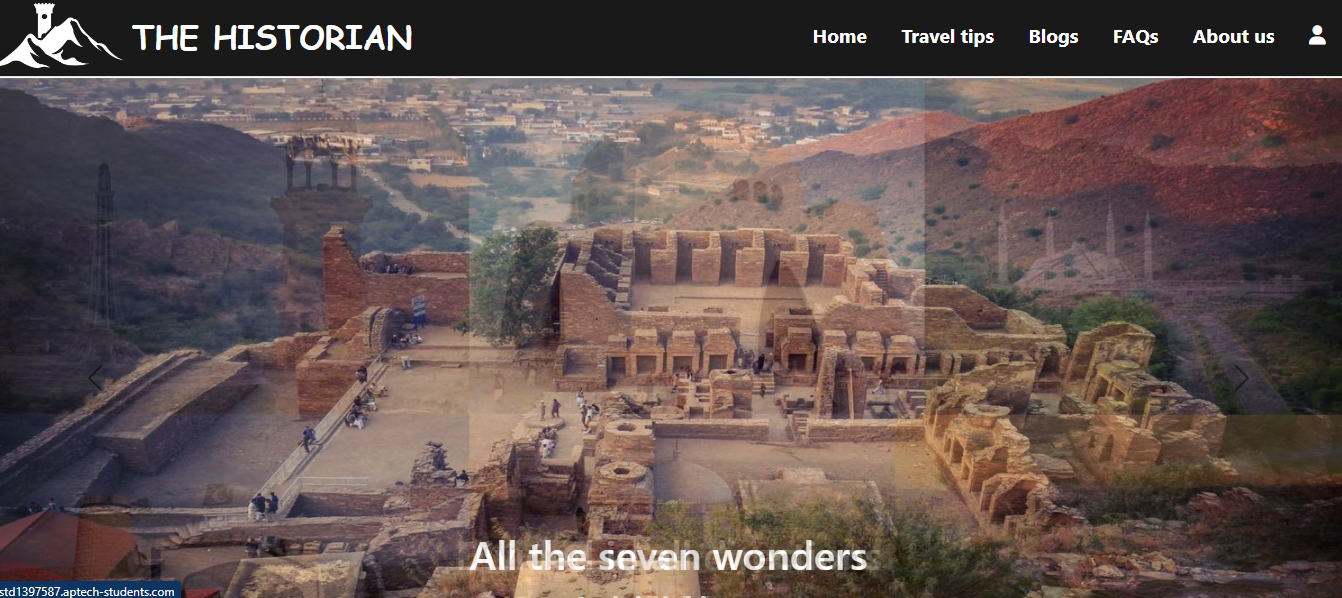 THE HISTORIAN
Home Travel tips Blogs FAQs About us
All the seven wonders
std1397587.aptech-students.com